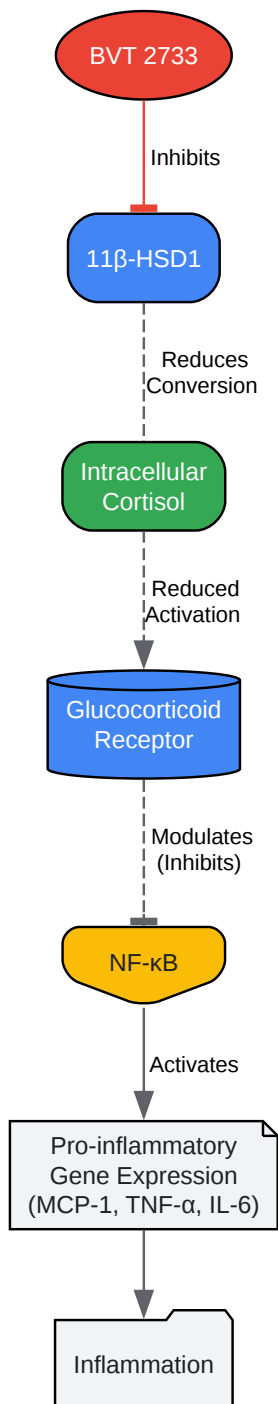 BVT 2733
Inhibits
11β-HSD1
Reduces
Conversion
Intracellular
Cortisol
Reduced
Activation
Glucocorticoid
Receptor
Modulates
(Inhibits)
NF-κB
Activates
Pro-inflammatory
Gene Expression
(MCP-1, TNF-α, IL-6)
Inflammation